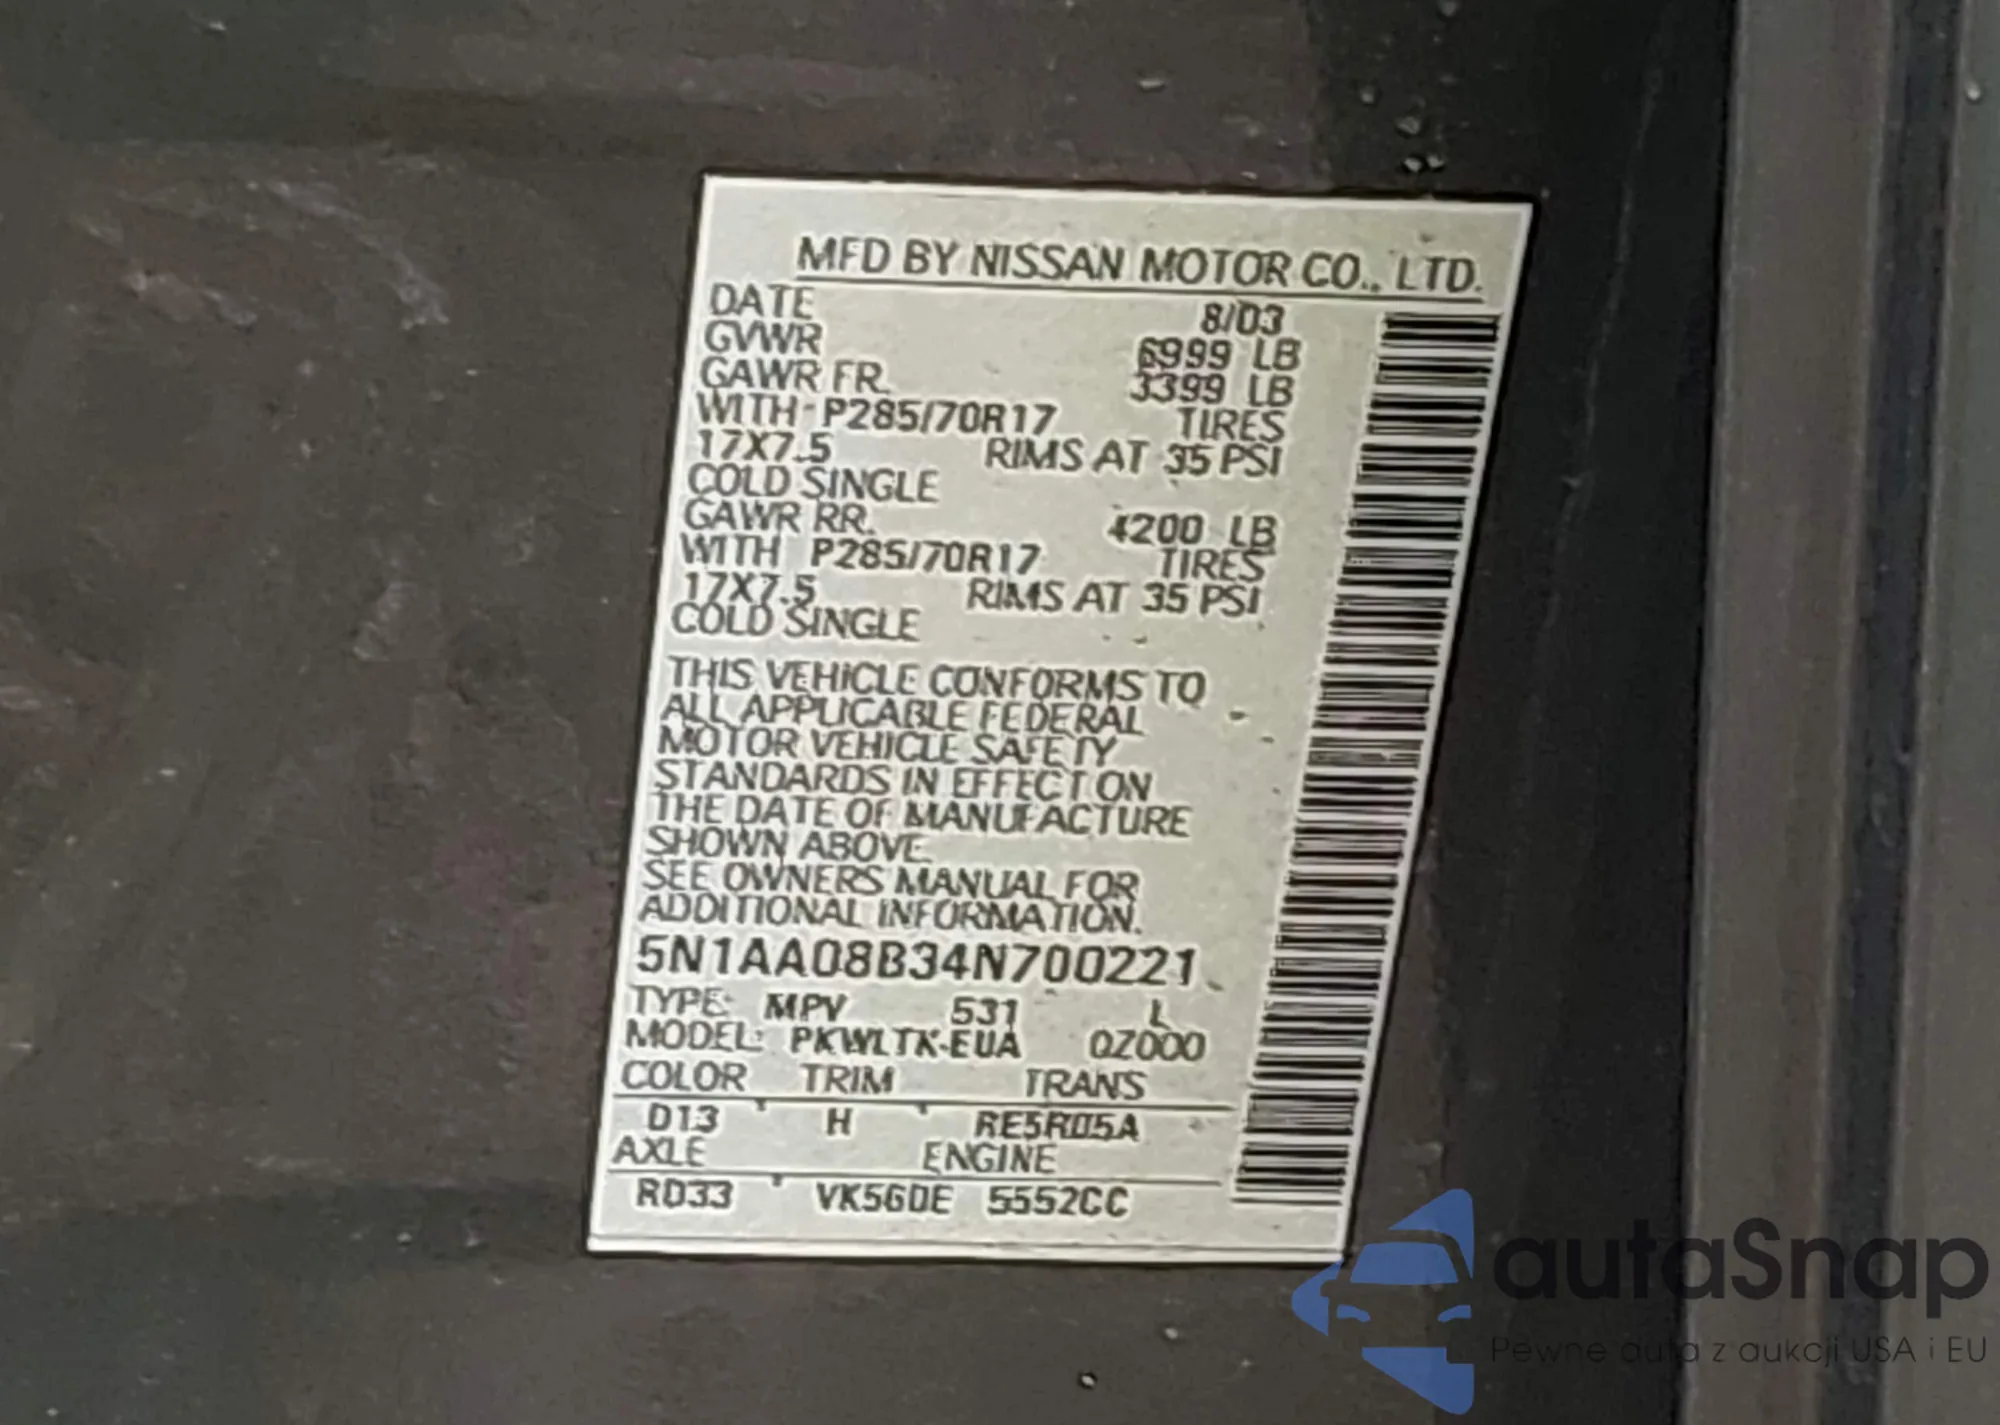 MFD BY NISSAN MOTOR CO., LTD.
DATE 8/03
GVWR 6999 LB
GAWR FR. 3399 LB
WITH P285/70R17 TIRES
17X7.5 RIMS AT 35 PSI
COLD SINGLE
GAWR RR. 4200 LB
WITH P285/70R17 TIRES
17X7.5 RIMS AT 35 PSI
COLD SINGLE
THIS VEHICLE CONFORMS TO
ALL APPLICABLE FEDERAL
MOTOR VEHICLE SAFETY
STANDARDS IN EFFECT ON
THE DATE OF MANUFACTURE
SHOWN ABOVE.
SEE OWNERS MANUAL FOR
ADDITIONAL INFORMATION.
5N1AA08B34N700221
TYPE: MPV 531 L
MODEL: PKWLTK-EUA QZ000
COLOR TRIM TRANS
D13 H RE5R05A
AXLE ENGINE
RD33 VK56DE 5552CC
autaSnap
Pewne auta z aukcji USA i EU